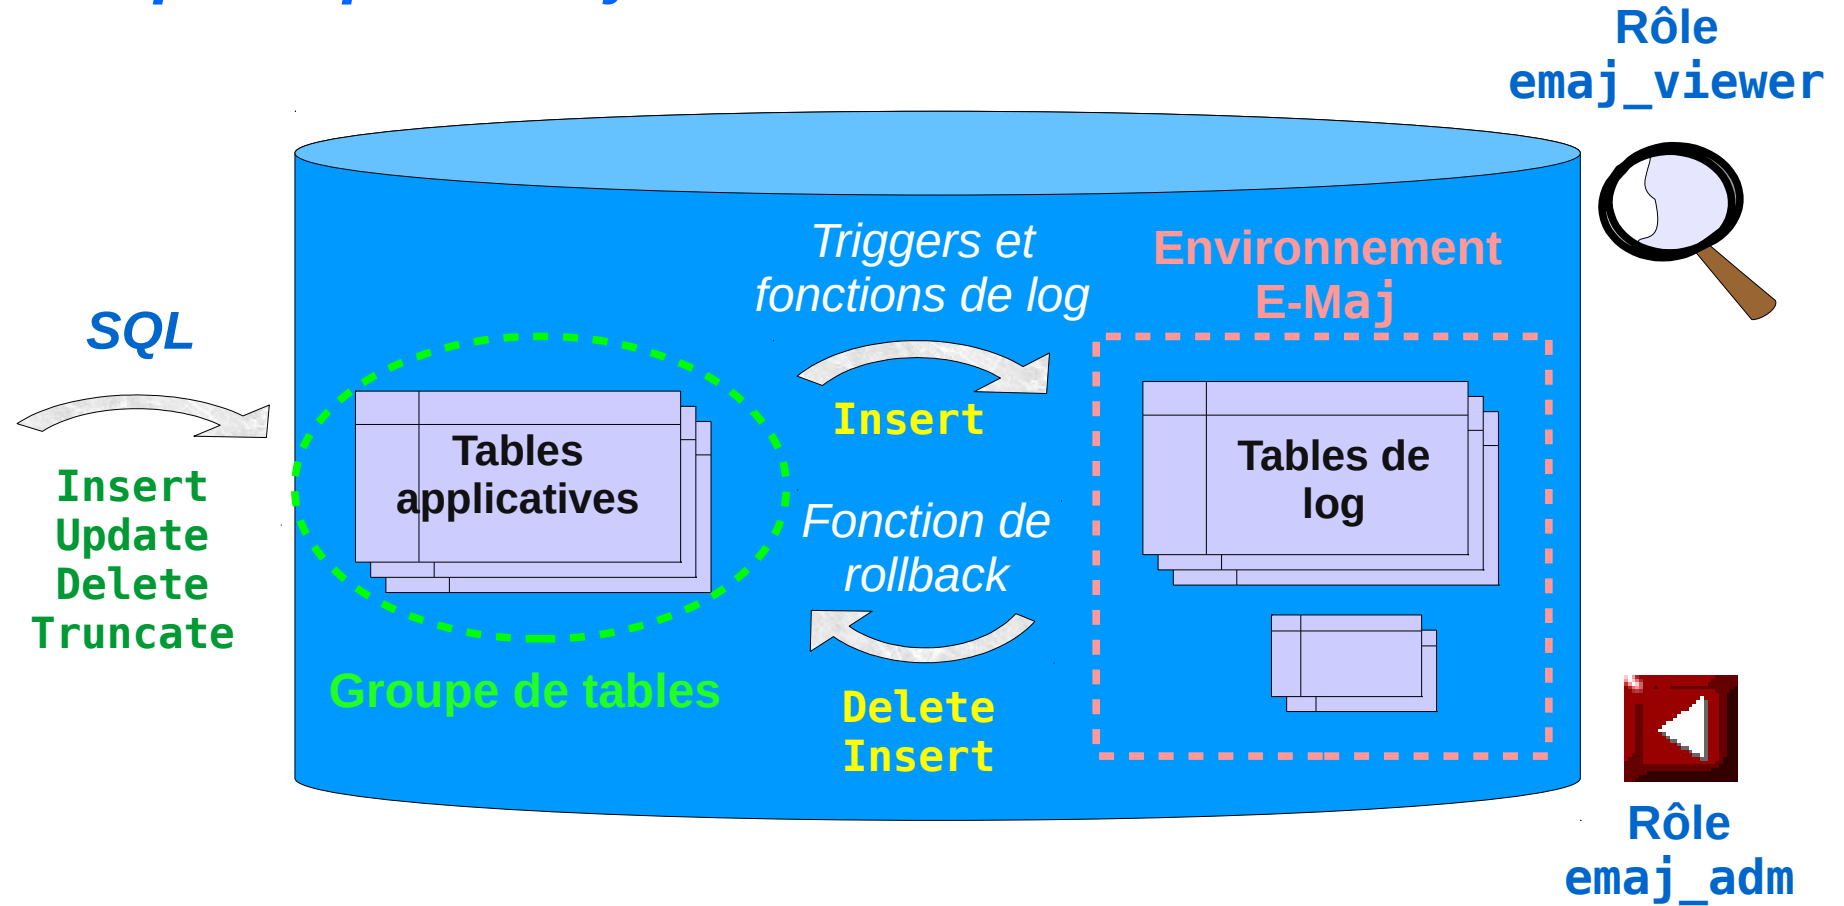 Rôle
emaj_viewer
Triggers et
fonctions de log
Environnement
E-Maj
SQL
Insert
Update
Delete
Truncate
Tables
applicatives
Groupe de tables
Insert
Fonction de
rollback
Delete
Insert
Tables de
log
Rôle
emaj_adm